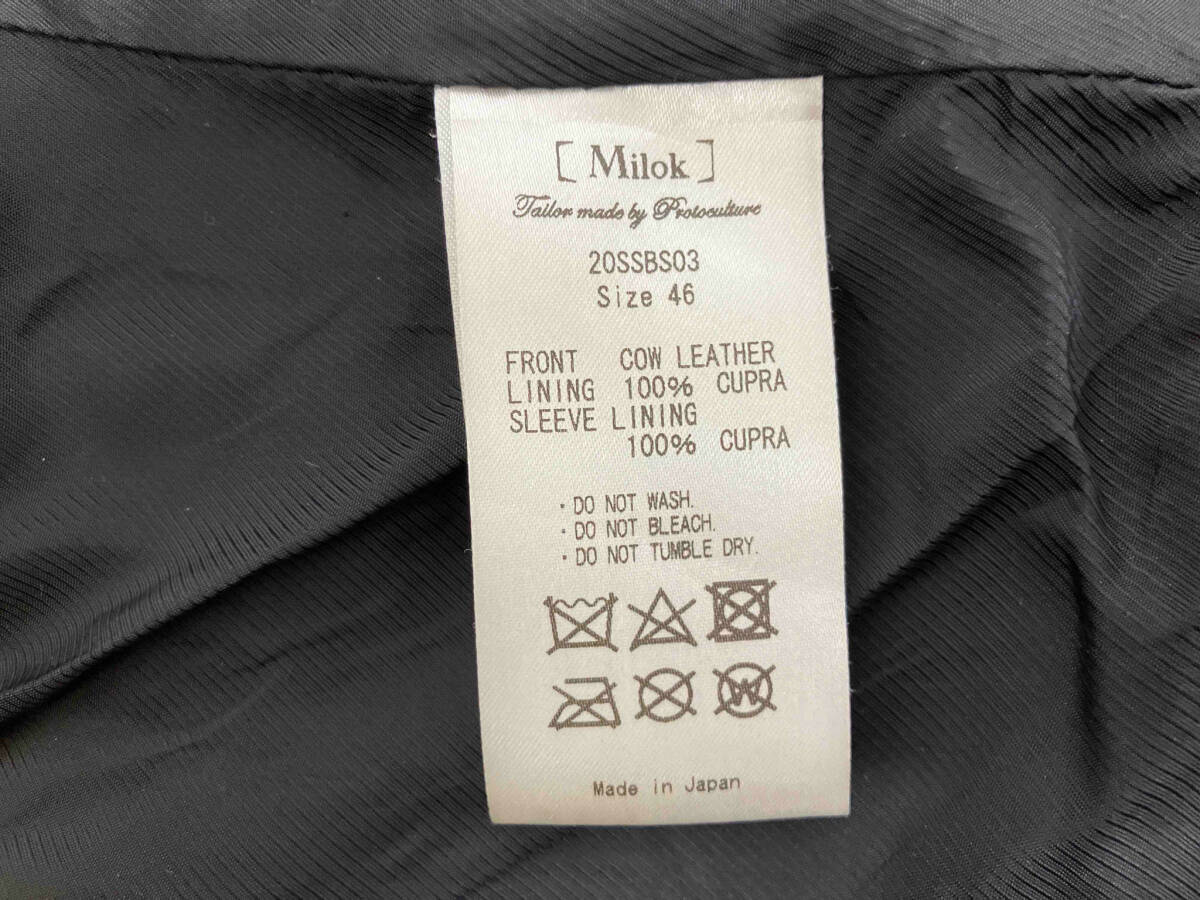 [Milok]
Tailor made by Protoculture
20SSBS03
Size 46
FRONT COW LEATHER
LINING 100% CUPRA
SLEEVE LINING
100% CUPRA
・DO NOT WASH.
・DO NOT BLEACH.
・DO NOT TUMBLE DRY.
W
Made in Japan